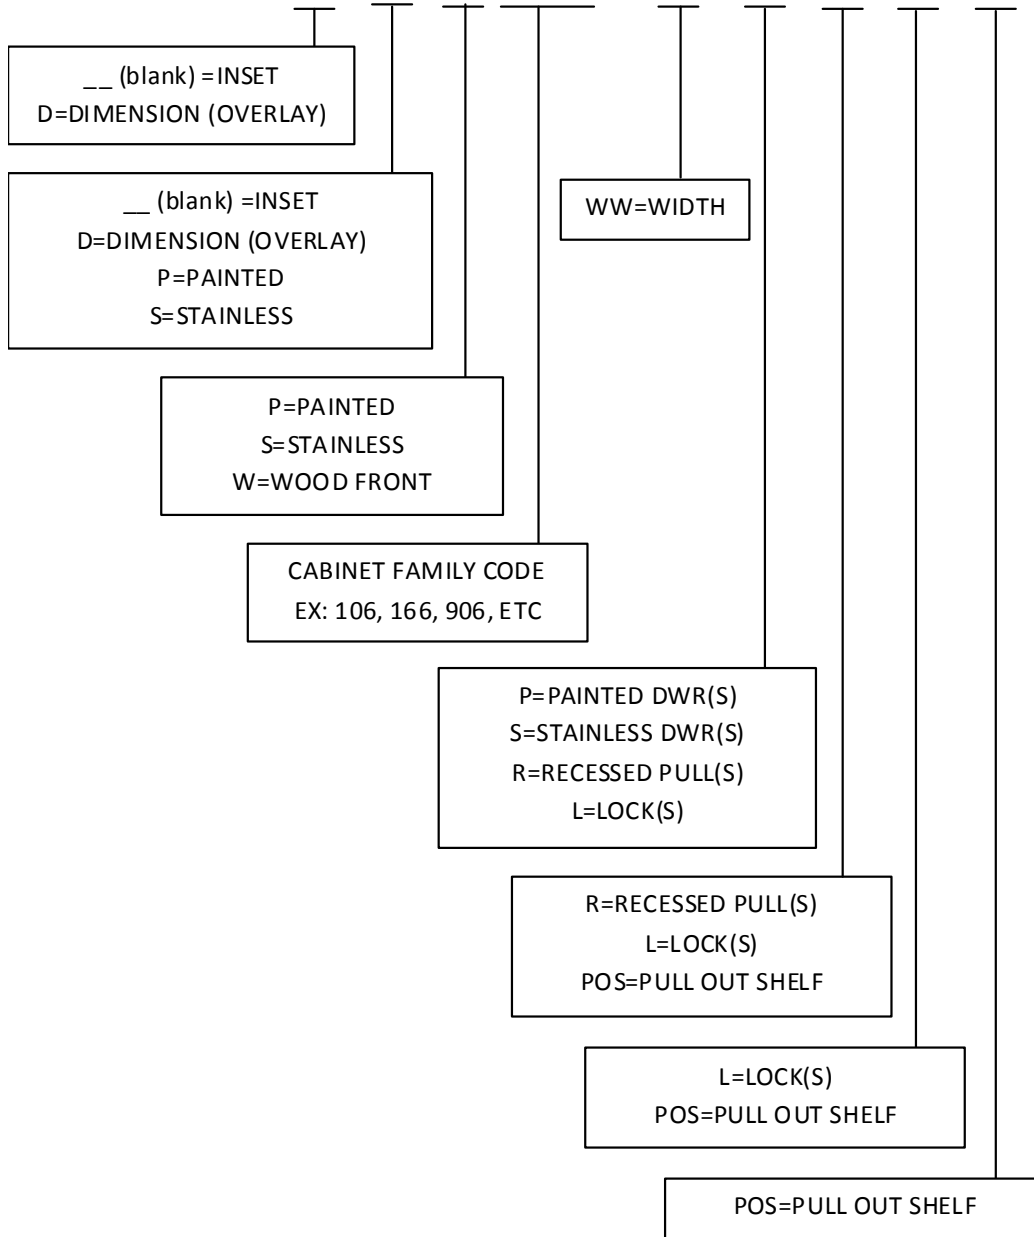 __ (blank) =INSET
D=DIMENSION (OVERLAY)
__ (blank) =INSET
D=DIMENSION (OVERLAY)
P=PAINTED
S=STAINLESS
WW=WIDTH
P=PAINTED
S=STAINLESS
W=WOOD FRONT
CABINET FAMILY CODE
EX: 106, 166, 906, ETC
P=PAINTED DWR(S)
S=STAINLESS DWR(S)
R=RECESSED PULL(S)
L=LOCK(S)
R=RECESSED PULL(S)
L=LOCK(S)
POS=PULL OUT SHELF
L=LOCK(S)
POS=PULL OUT SHELF
POS=PULL OUT SHELF